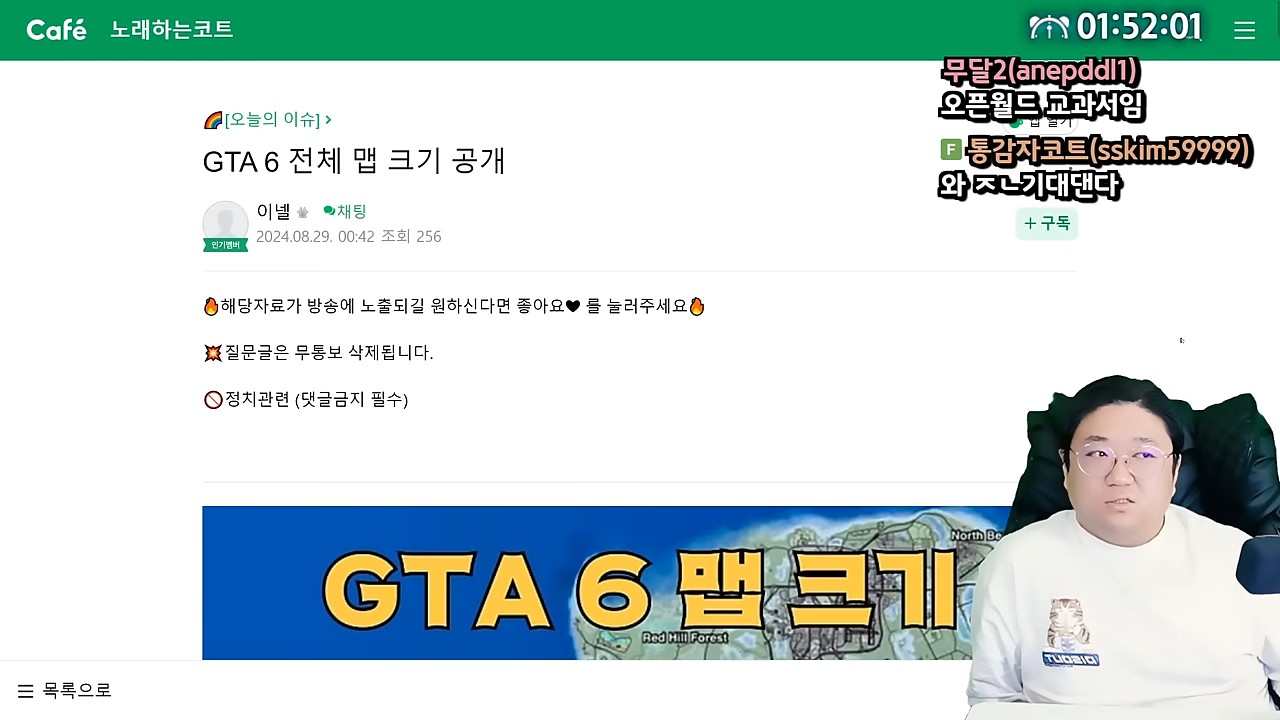 Café 노래하는코트
01:52:01
무달2(anepddl1)
오픈월드 교과서임
F 통감자코트(sskim59999)
와 ㅈㄴ기대댄다
[오늘의 이슈] >
앱 열기
GTA 6 전체 맵 크기 공개
이넬 채팅
인기멤버
2024.08.29. 00:42 조회 256
+ 구독
🔥해당자료가 방송에 노출되길 원하신다면 좋아요🖤 를 눌러주세요🔥
💥질문글은 무통보 삭제됩니다.
🚫정치관련 (댓글금지 필수)
North Be
GTA 6 맵 크기
Red Hill Forest
목록으로